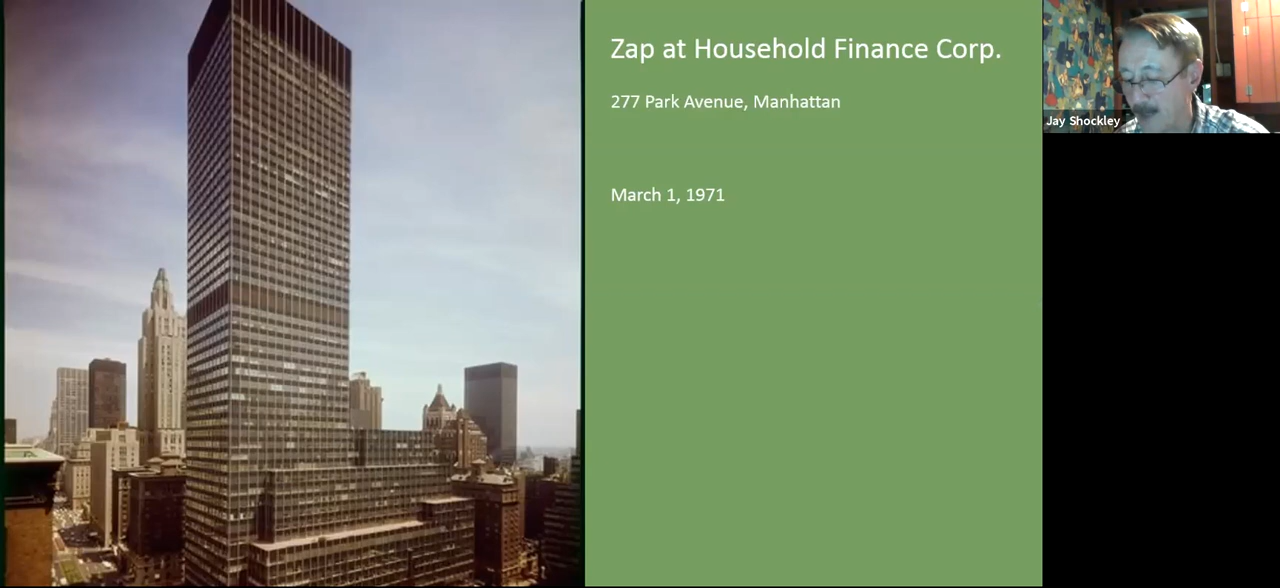 Zap at Household Finance Corp.
277 Park Avenue, Manhattan
March 1, 1971
Jay Shockley